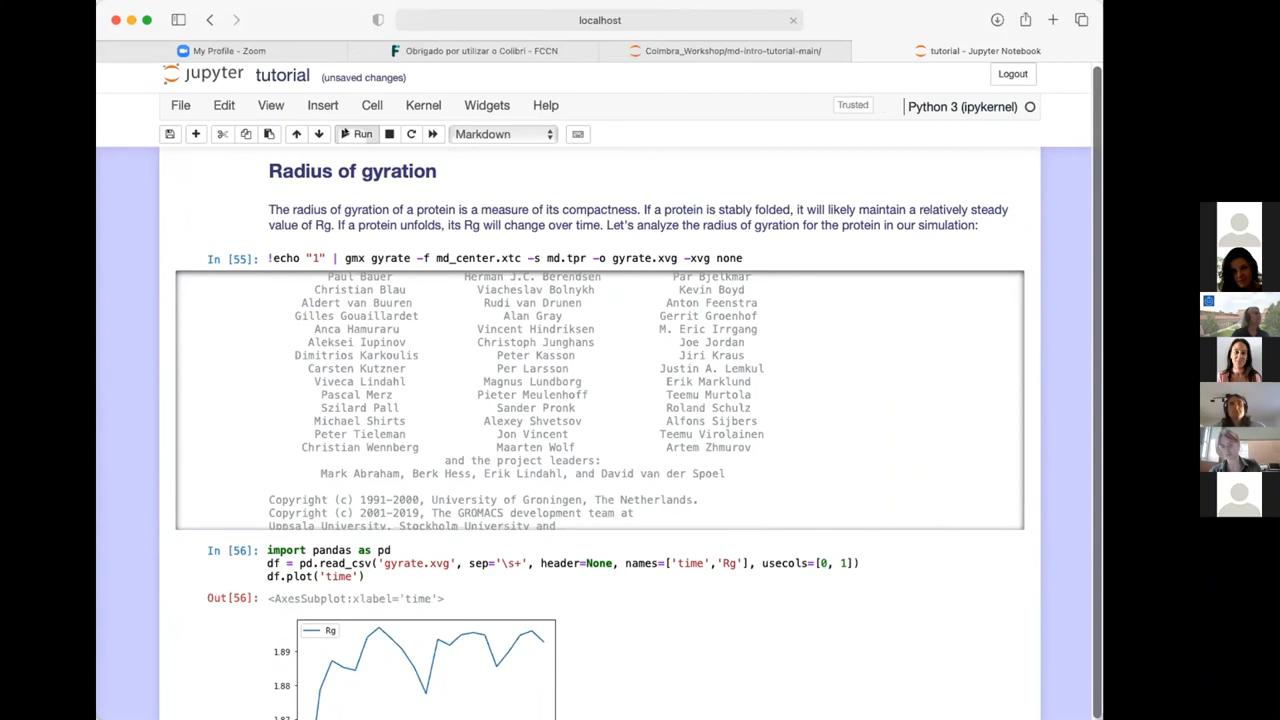 localhost
My Profile - Zoom
Obrigado por utilizar o Colibri - FCCN
Coimbra_Workshop/md-intro-tutorial-main/
tutorial - Jupyter Notebook
jupyter tutorial (unsaved changes)
Logout
File Edit View Insert Cell Kernel Widgets Help
Trusted
Python 3 (ipykernel)
Run
Markdown
Radius of gyration
The radius of gyration of a protein is a measure of its compactness. If a protein is stably folded, it will likely maintain a relatively steady
value of Rg. If a protein unfolds, its Rg will change over time. Let's analyze the radius of gyration for the protein in our simulation:
In [55]: !echo "1" | gmx gyrate -f md_center.xtc -s md.tpr -o gyrate.xvg -xvg none
Paul Bauer Herman J.C. Berendsen Par Bjelkmar
Christian Blau Viacheslav Bolnykh Kevin Boyd
Aldert van Buuren Rudi van Drunen Anton Feenstra
Gilles Gouaillardet Alan Gray Gerrit Groenhof
Anca Hamuraru Vincent Hindriksen M. Eric Irrgang
Aleksei Iupinov Christoph Junghans Joe Jordan
Dimitrios Karkoulis Peter Kasson Jiri Kraus
Carsten Kutzner Per Larsson Justin A. Lemkul
Viveca Lindahl Magnus Lundborg Erik Marklund
Pascal Merz Pieter Meulenhoff Teemu Murtola
Szilard Pall Sander Pronk Roland Schulz
Michael Shirts Alexey Shvetsov Alfons Sijbers
Peter Tieleman Jon Vincent Teemu Virolainen
Christian Wennberg Maarten Wolf Artem Zhmurov
and the project leaders:
Mark Abraham, Berk Hess, Erik Lindahl, and David van der Spoel
Copyright (c) 1991-2000, University of Groningen, The Netherlands.
Copyright (c) 2001-2019, The GROMACS development team at
Uppsala University, Stockholm University and
In [56]: import pandas as pd
df = pd.read_csv('gyrate.xvg', sep='\s+', header=None, names=['time','Rg'], usecols=[0, 1])
df.plot('time')
Out[56]: <AxesSubplot:xlabel='time'>
Rg
1.89
1.88
1.87